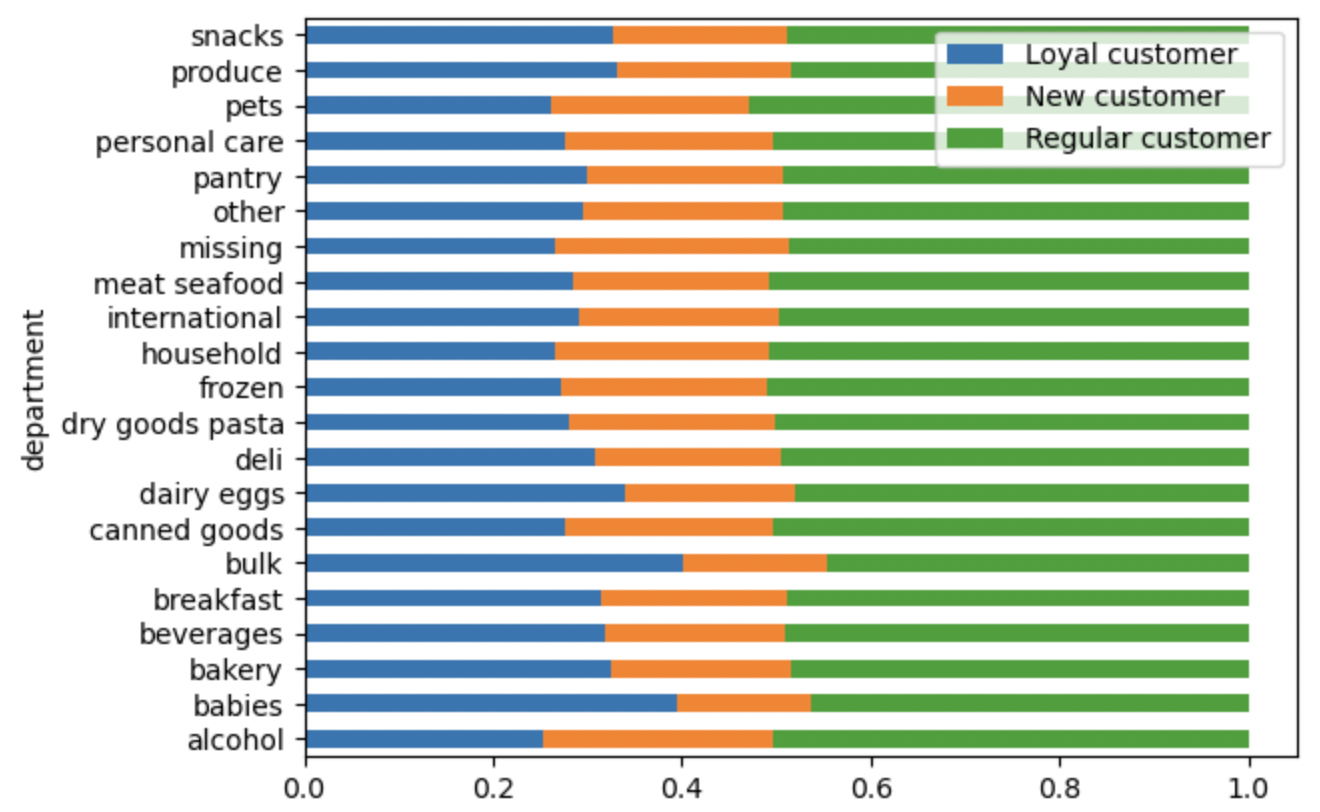 snacks
produce
pets
personal care
pantry
other
missing
meat seafood
international
household
frozen
dry goods pasta
deli
dairy eggs
canned goods
bulk
breakfast
beverages
bakery
babies
alcohol
department
Loyal customer
New customer
Regular customer
0.0 0.2 0.4 0.6 0.8 1.0